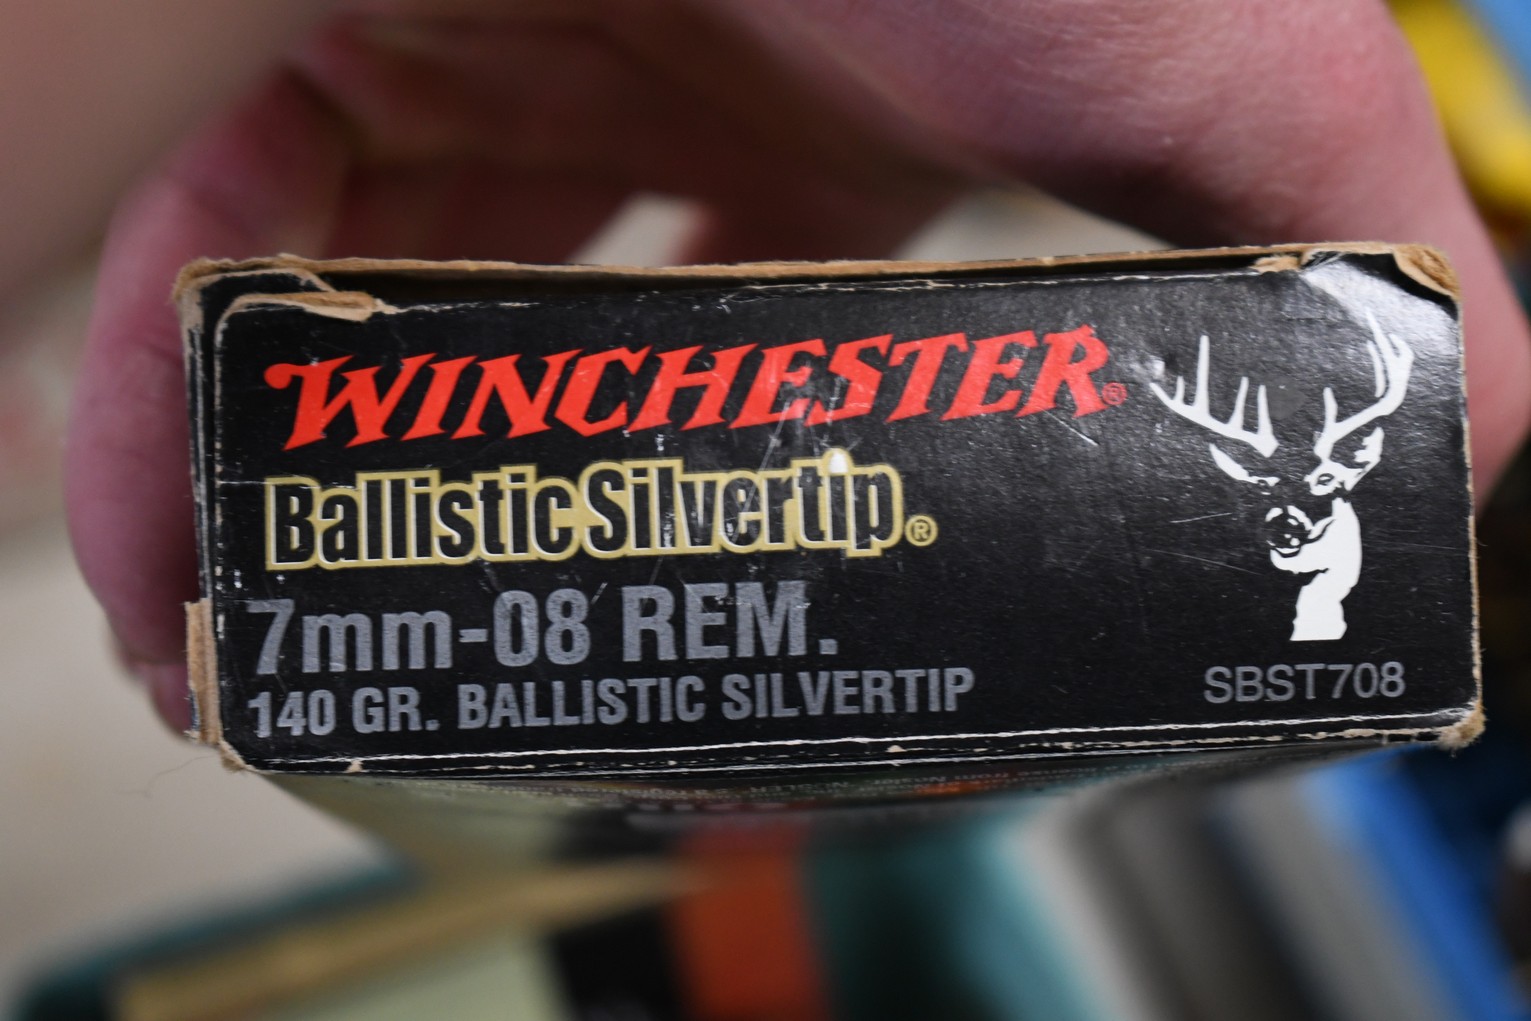 WINCHESTER®
Ballistic Silvertip®
7mm-08 REM.
140 GR. BALLISTIC SILVERTIP
SBST708